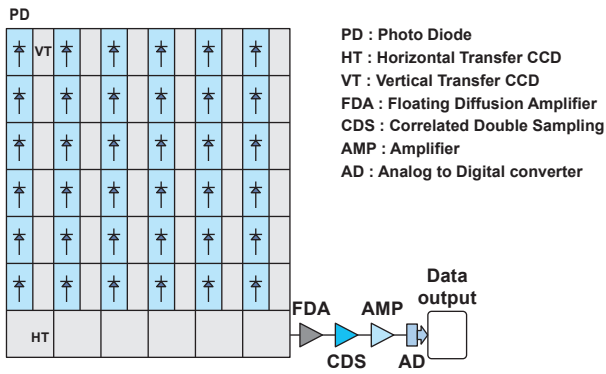 PD
VT
HT
PD : Photo Diode
HT : Horizontal Transfer CCD
VT : Vertical Transfer CCD
FDA : Floating Diffusion Amplifier
CDS : Correlated Double Sampling
AMP : Amplifier
AD : Analog to Digital converter
Data
output
FDA
AMP
CDS
AD